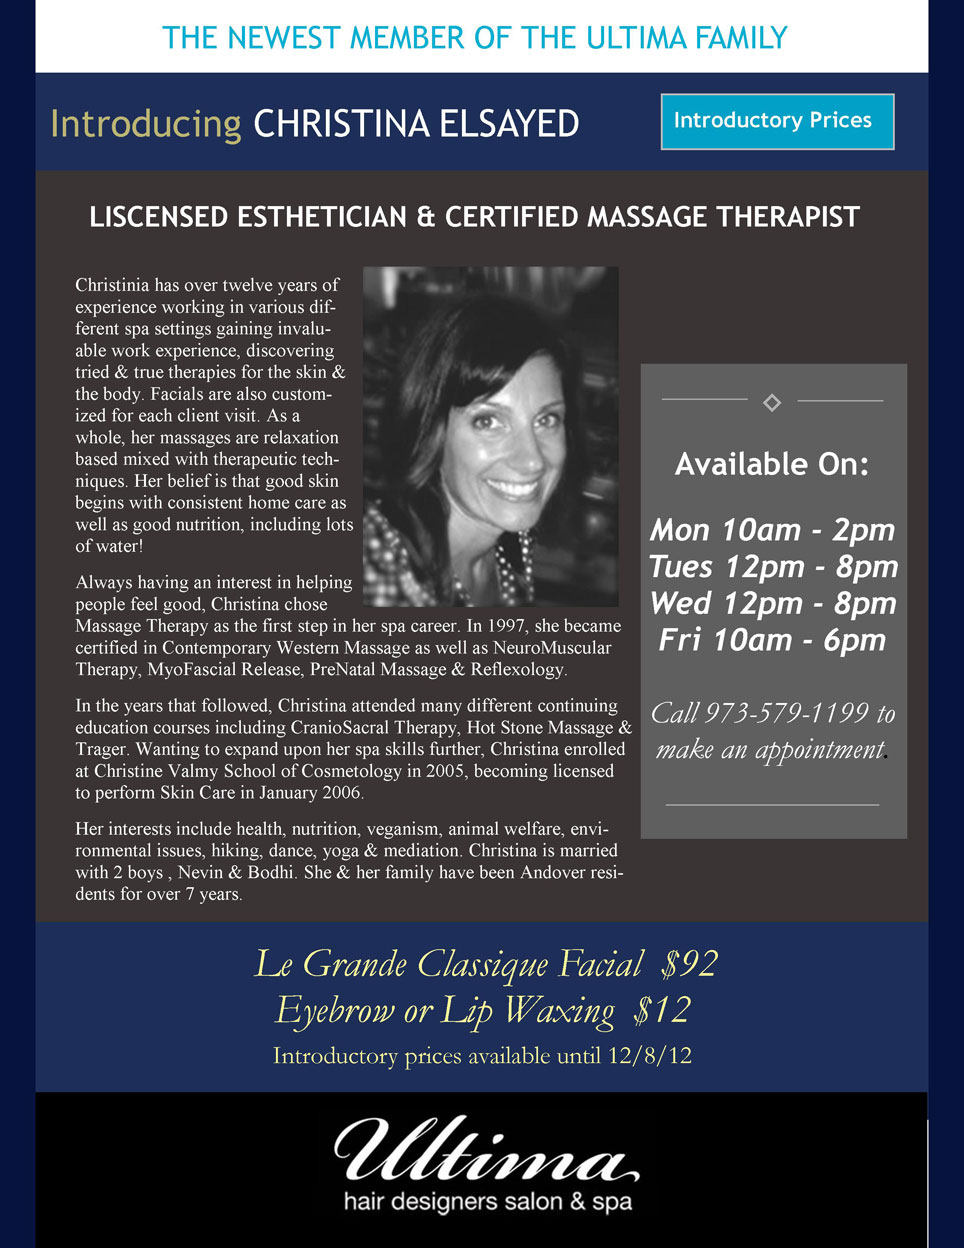 THE NEWEST MEMBER OF THE ULTIMA FAMILY
Introducing CHRISTINA ELSAYED
Introductory Prices
LISCENSED ESTHETICIAN & CERTIFIED MASSAGE THERAPIST
Christinia has over twelve years of
experience working in various dif-
ferent spa settings gaining invalu-
able work experience, discovering
tried & true therapies for the skin &
the body. Facials are also custom-
ized for each client visit. As a
whole, her massages are relaxation
based mixed with therapeutic tech-
niques. Her belief is that good skin
begins with consistent home care as
well as good nutrition, including lots
of water!
Always having an interest in helping
people feel good, Christina chose
Massage Therapy as the first step in her spa career. In 1997, she became
certified in Contemporary Western Massage as well as NeuroMuscular
Therapy, MyoFascial Release, PreNatal Massage & Reflexology.
In the years that followed, Christina attended many different continuing
education courses including CranioSacral Therapy, Hot Stone Massage &
Trager. Wanting to expand upon her spa skills further, Christina enrolled
at Christine Valmy School of Cosmetology in 2005, becoming licensed
to perform Skin Care in January 2006.
Her interests include health, nutrition, veganism, animal welfare, envi-
ronmental issues, hiking, dance, yoga & mediation. Christina is married
with 2 boys , Nevin & Bodhi. She & her family have been Andover resi-
dents for over 7 years.
Available On:
Mon 10am - 2pm
Tues 12pm - 8pm
Wed 12pm - 8pm
Fri 10am - 6pm
Call 973-579-1199 to
make an appointment.
Le Grande Classique Facial $92
Eyebrow or Lip Waxing $12
Introductory prices available until 12/8/12
Ultima
hair designers salon & spa